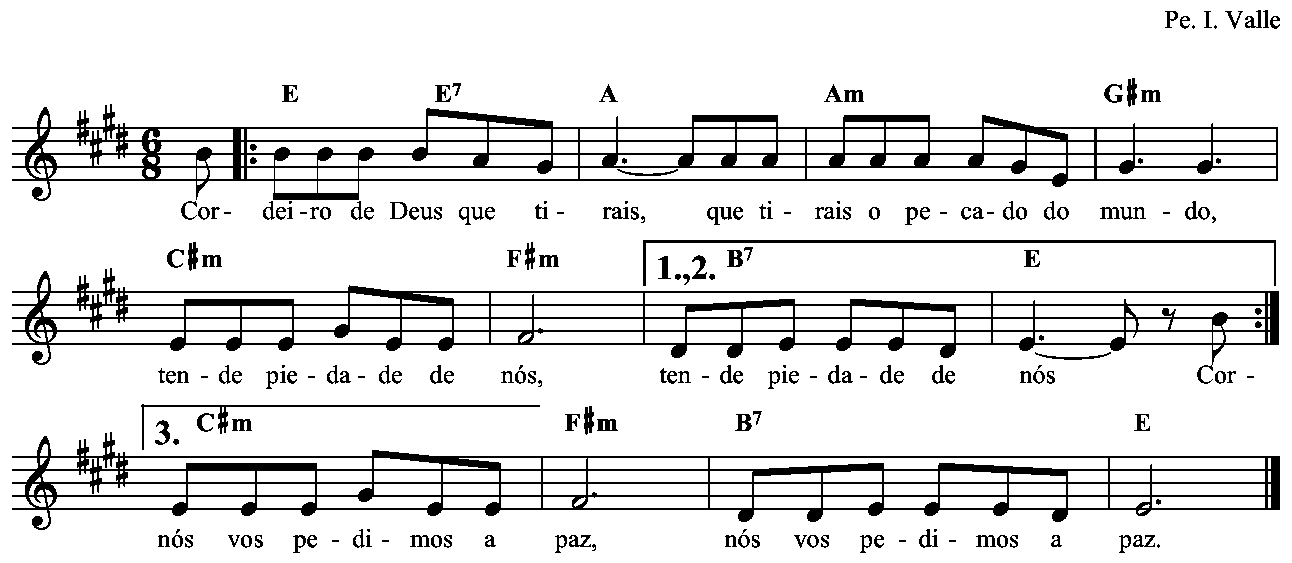 Pe. I. Valle
E E7 A Am G#m
6
8
Cor- dei-ro de Deus que ti- rais, que ti- rais o pe-ca-do do mun-do,
C#m F#m 1.,2. B7 E
ten-de pie-da-de de nós, ten-de pie-da-de de nós Cor-
3. C#m F#m B7 E
nós vos pe-di-mos a paz, nós vos pe-di-mos a paz.